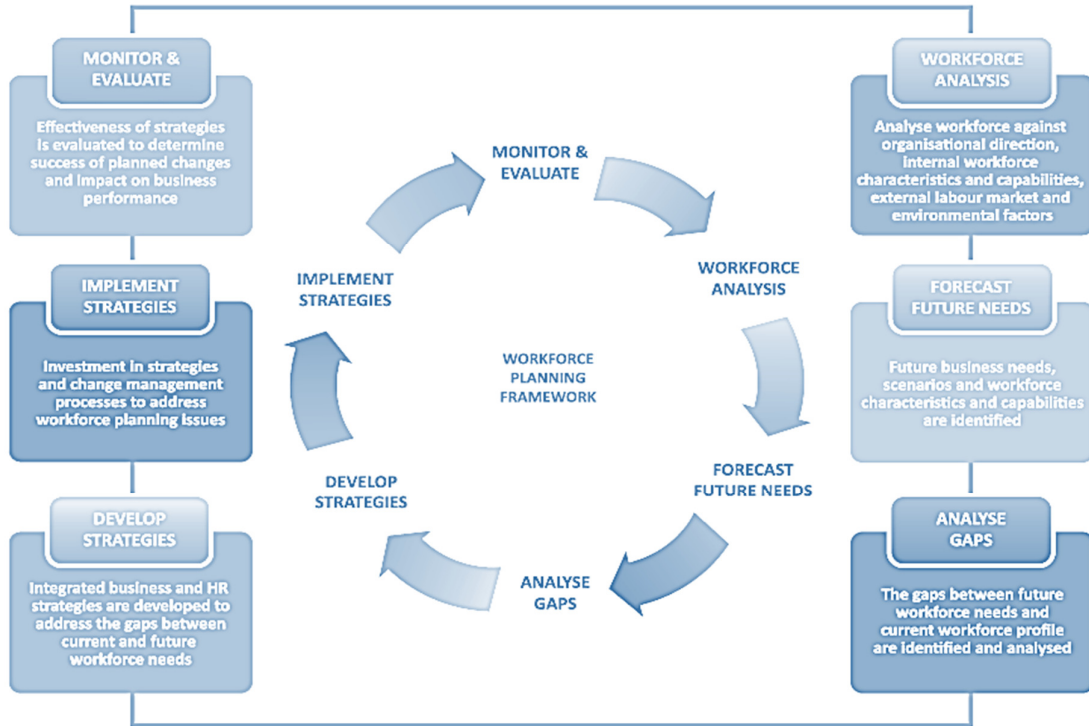 MONITOR &
EVALUATE
Effectiveness of strategies
is evaluated to determine
success of planned changes
and impact on business
performance
IMPLEMENT
STRATEGIES
Investment in strategies
and change management
processes to address
workforce planning issues
DEVELOP
STRATEGIES
Integrated business and HR
strategies are developed to
address the gaps between
current and future
workforce needs
MONITOR &
EVALUATE
WORKFORCE
ANALYSIS
FORECAST
FUTURE NEEDS
ANALYSE
GAPS
DEVELOP
STRATEGIES
IMPLEMENT
STRATEGIES
WORKFORCE
PLANNING
FRAMEWORK
WORKFORCE
ANALYSIS
Analyse workforce against
organisational direction,
internal workforce
characteristics and capabilities,
external labour market and
environmental factors
FORECAST
FUTURE NEEDS
Future business needs,
scenarios and workforce
characteristics and capabilities
are identified
ANALYSE
GAPS
The gaps between future
workforce needs and
current workforce profile
are identified and analysed